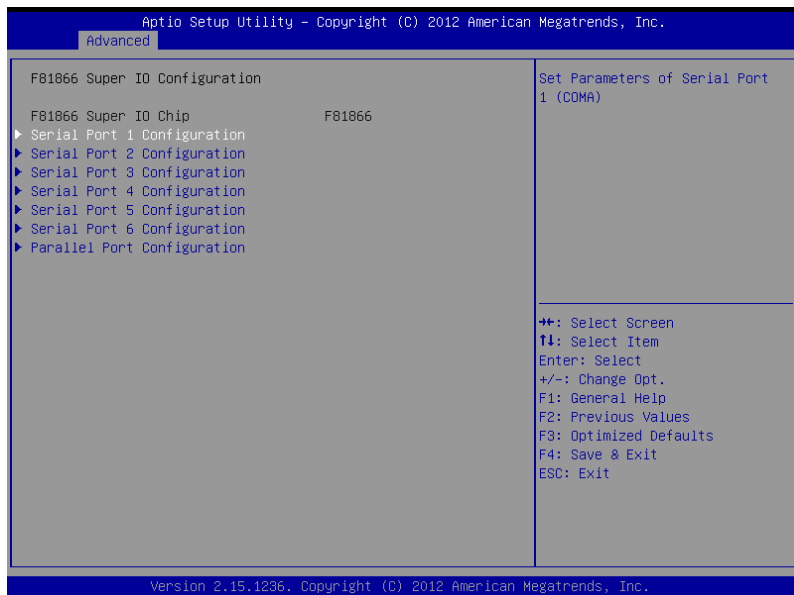 Aptio Setup Utility – Copyright (C) 2012 American Megatrends, Inc.
Advanced
F81866 Super IO Configuration
F81866 Super IO Chip F81866
Serial Port 1 Configuration
Serial Port 2 Configuration
Serial Port 3 Configuration
Serial Port 4 Configuration
Serial Port 5 Configuration
Serial Port 6 Configuration
Parallel Port Configuration
Set Parameters of Serial Port
1 (COMA)
→←: Select Screen
↑↓: Select Item
Enter: Select
+/-: Change Opt.
F1: General Help
F2: Previous Values
F3: Optimized Defaults
F4: Save & Exit
ESC: Exit
Version 2.15.1236. Copyright (C) 2012 American Megatrends, Inc.